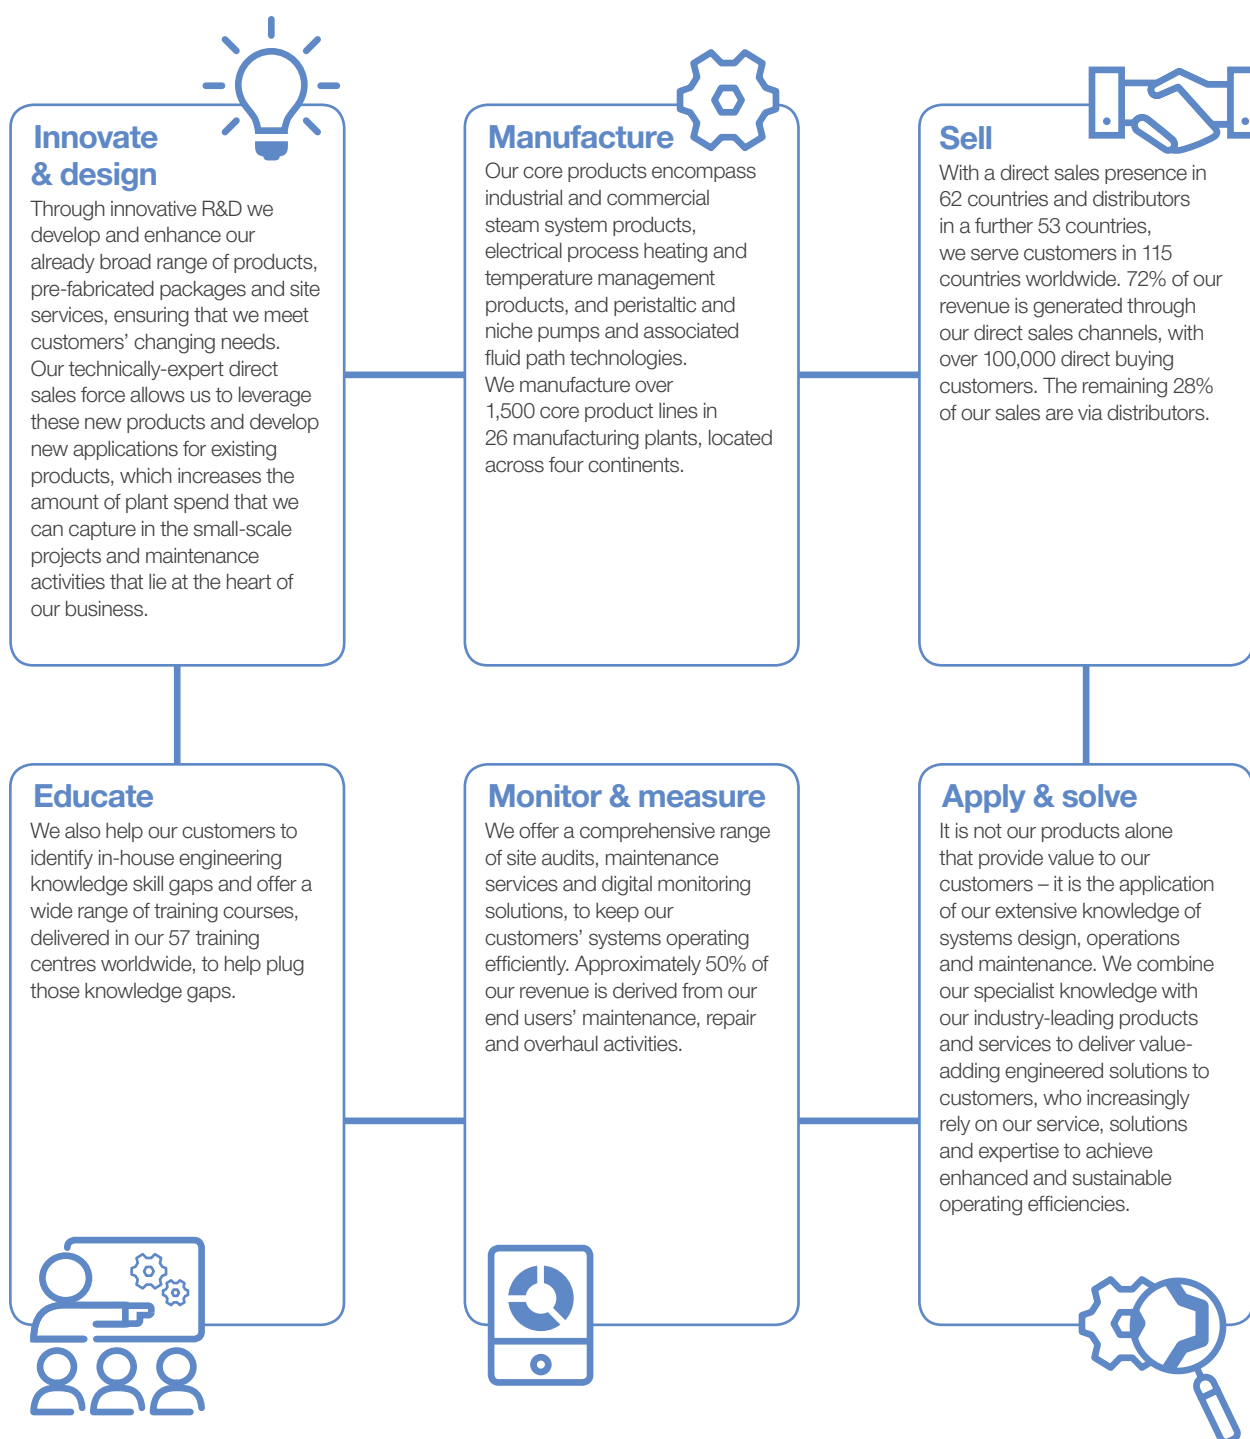 Innovate
& design
Through innovative R&D we
develop and enhance our
already broad range of products,
pre-fabricated packages and site
services, ensuring that we meet
customers’ changing needs.
Our technically-expert direct
sales force allows us to leverage
these new products and develop
new applications for existing
products, which increases the
amount of plant spend that we
can capture in the small-scale
projects and maintenance
activities that lie at the heart of
our business.
Manufacture
Our core products encompass
industrial and commercial
steam system products,
electrical process heating and
temperature management
products, and peristaltic and
niche pumps and associated
fluid path technologies.
We manufacture over
1,500 core product lines in
26 manufacturing plants, located
across four continents.
Sell
With a direct sales presence in
62 countries and distributors
in a further 53 countries,
we serve customers in 115
countries worldwide. 72% of our
revenue is generated through
our direct sales channels, with
over 100,000 direct buying
customers. The remaining 28%
of our sales are via distributors.
Educate
We also help our customers to
identify in-house engineering
knowledge skill gaps and offer a
wide range of training courses,
delivered in our 57 training
centres worldwide, to help plug
those knowledge gaps.
Monitor & measure
We offer a comprehensive range
of site audits, maintenance
services and digital monitoring
solutions, to keep our
customers’ systems operating
efficiently. Approximately 50% of
our revenue is derived from our
end users’ maintenance, repair
and overhaul activities.
Apply & solve
It is not our products alone
that provide value to our
customers – it is the application
of our extensive knowledge of
systems design, operations
and maintenance. We combine
our specialist knowledge with
our industry-leading products
and services to deliver value-
adding engineered solutions to
customers, who increasingly
rely on our service, solutions
and expertise to achieve
enhanced and sustainable
operating efficiencies.